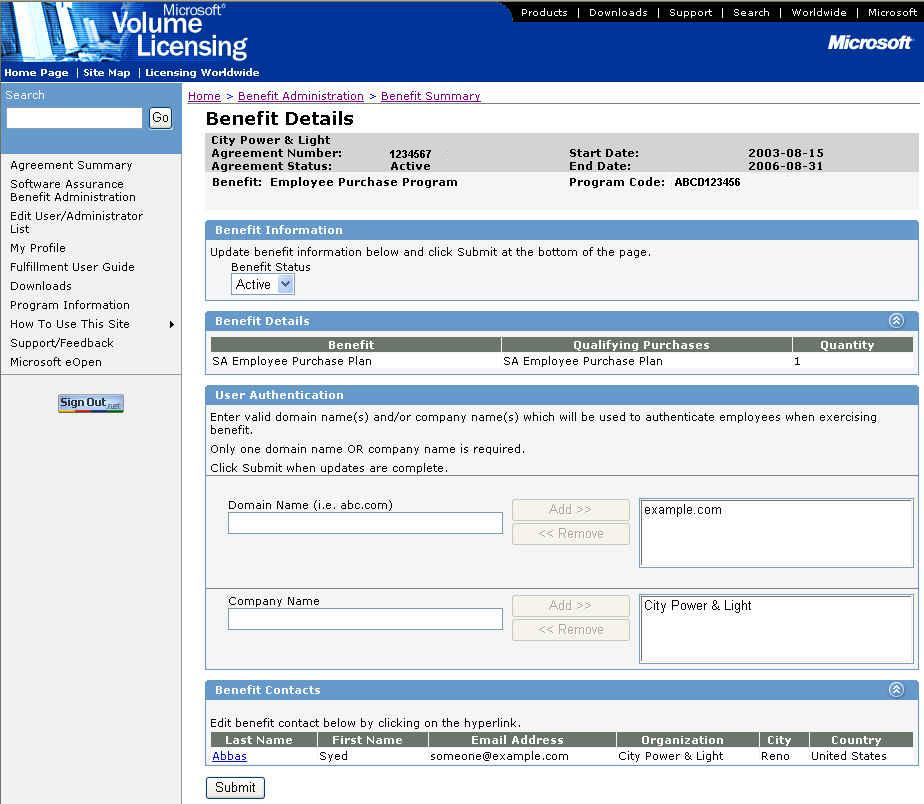 Products | Downloads | Support | Search | Worldwide | Microsoft
Microsoft®
Volume
Licensing
Microsoft
Home Page | Site Map | Licensing Worldwide
Search
Go
Agreement Summary
Software Assurance
Benefit Administration
Edit User/Administrator
List
My Profile
Fulfillment User Guide
Downloads
Program Information
How To Use This Site
Support/Feedback
Microsoft eOpen
Sign Out .net
Home > Benefit Administration > Benefit Summary
Benefit Details
City Power & Light
Agreement Number: 1234567 Start Date: 2003-08-15
Agreement Status: Active End Date: 2006-08-31
Benefit: Employee Purchase Program Program Code: ABCD123456
Benefit Information
Update benefit information below and click Submit at the bottom of the page.
Benefit Status
Active
Benefit Details
Benefit Qualifying Purchases Quantity
SA Employee Purchase Plan SA Employee Purchase Plan 1
User Authentication
Enter valid domain name(s) and/or company name(s) which will be used to authenticate employees when exercising
benefit.
Only one domain name OR company name is required.
Click Submit when updates are complete.
Domain Name (i.e. abc.com)
Add >>
<< Remove
example.com
Company Name
Add >>
<< Remove
City Power & Light
Benefit Contacts
Edit benefit contact below by clicking on the hyperlink.
Last Name First Name Email Address Organization City Country
Abbas Syed someone@example.com City Power & Light Reno United States
Submit